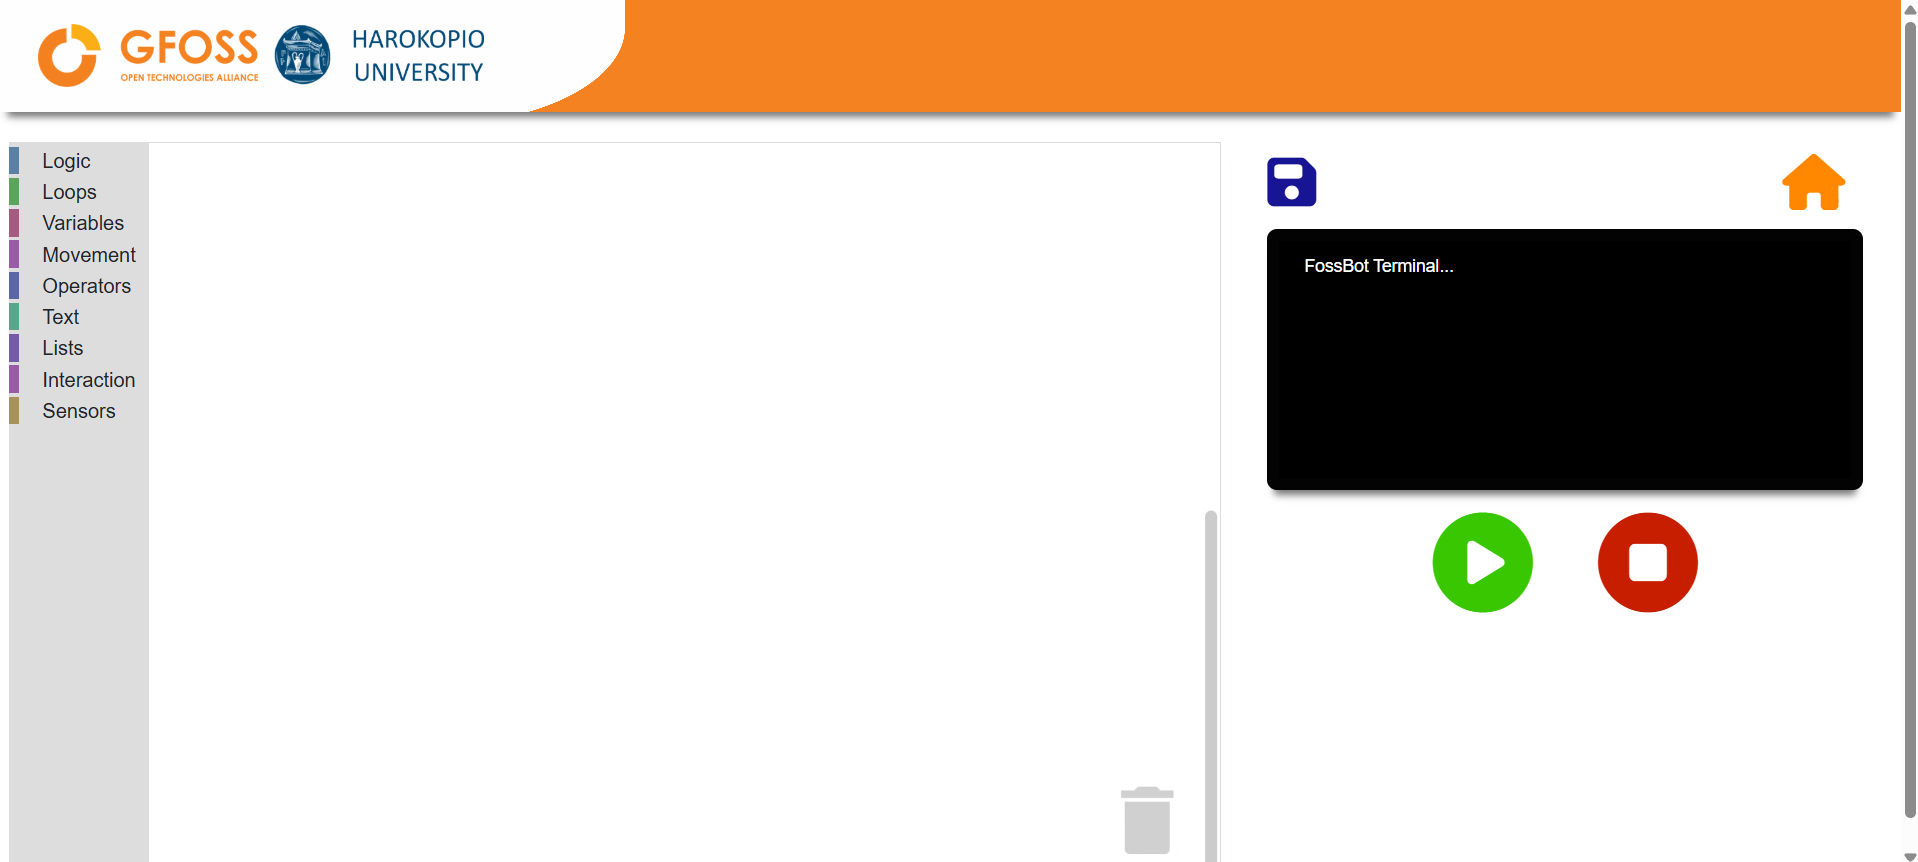 GFOSS
OPEN TECHNOLOGIES ALLIANCE
HAROKOPIO
UNIVERSITY
Logic
Loops
Variables
Movement
Operators
Text
Lists
Interaction
Sensors
FossBot Terminal...